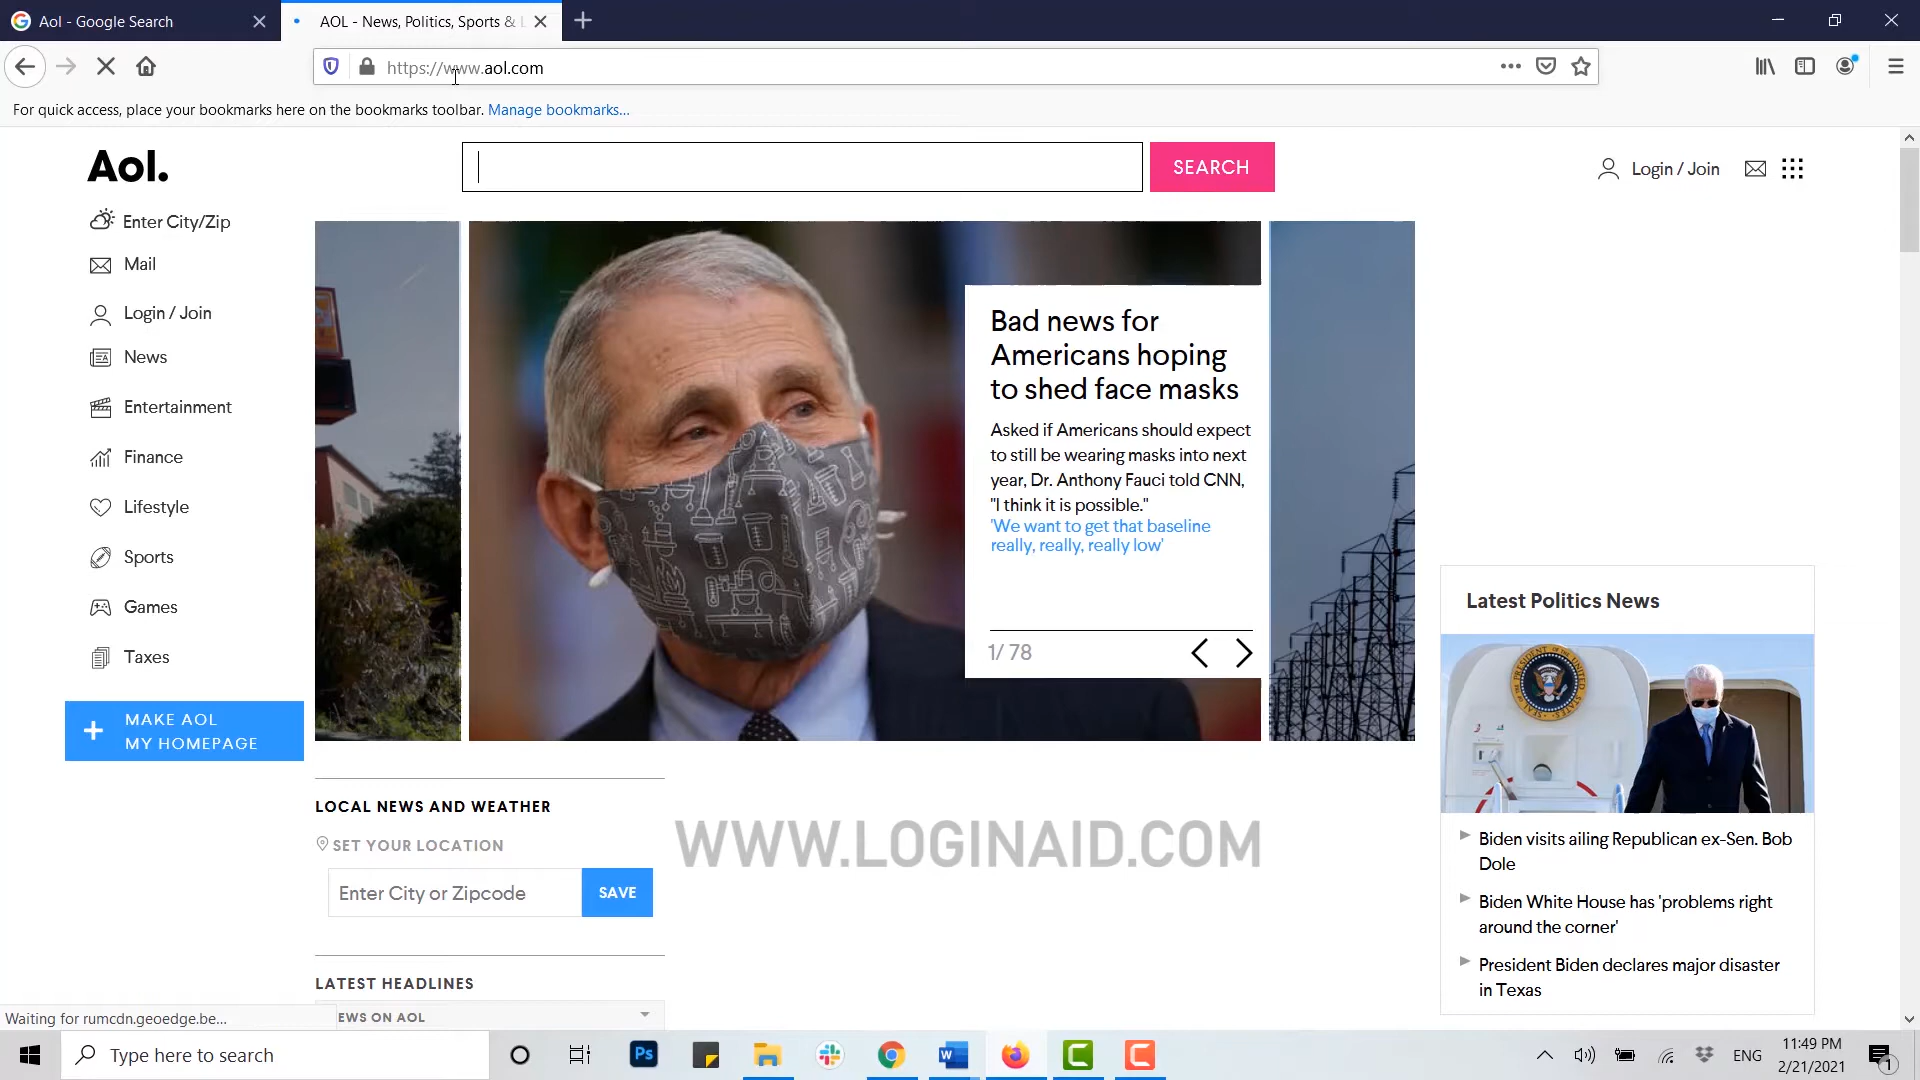 Aol - Google Search
AOL - News, Politics, Sports &
https://www.aol.com
For quick access, place your bookmarks here on the bookmarks toolbar. Manage bookmarks...
Aol.
SEARCH
Login / Join
Enter City/Zip
Mail
Login / Join
News
Entertainment
Finance
Lifestyle
Sports
Games
Taxes
MAKE AOL
MY HOMEPAGE
Bad news for
Americans hoping
to shed face masks
Asked if Americans should expect
to still be wearing masks into next
year, Dr. Anthony Fauci told CNN,
"I think it is possible."
'We want to get that baseline
really, really, really low'
1/ 78
Latest Politics News
Biden visits ailing Republican ex-Sen. Bob
Dole
Biden White House has 'problems right
around the corner'
President Biden declares major disaster
in Texas
LOCAL NEWS AND WEATHER
SET YOUR LOCATION
Enter City or Zipcode
SAVE
WWW.LOGINAID.COM
LATEST HEADLINES
EWS ON AOL
Waiting for rumcdn.geoedge.be...
Type here to search
Ps
W
ENG
11:49 PM
2/21/2021
1